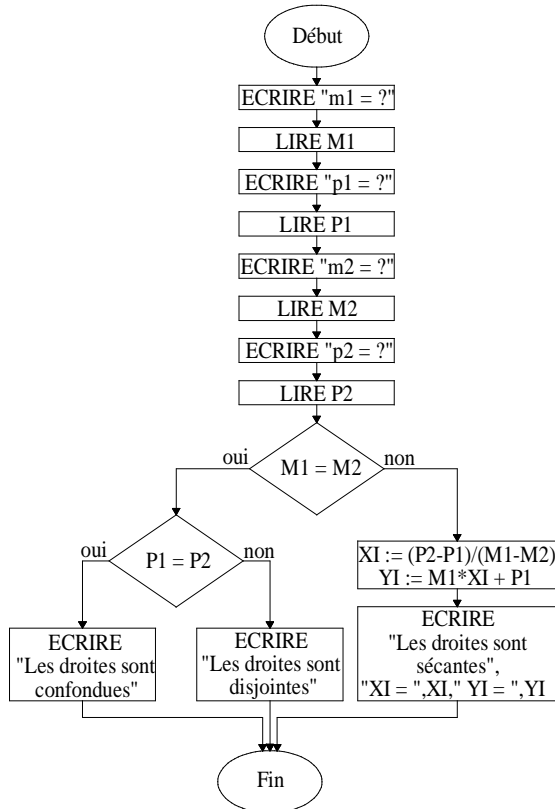 Début
ECRIRE "m1 = ?"
LIRE M1
ECRIRE "p1 = ?"
LIRE P1
ECRIRE "m2 = ?"
LIRE M2
ECRIRE "p2 = ?"
LIRE P2
oui
M1 = M2
non
oui
P1 = P2
non
XI := (P2-P1)/(M1-M2)
YI := M1*XI + P1
ECRIRE
"Les droites sont
confondues"
ECRIRE
"Les droites sont
disjointes"
ECRIRE
"Les droites sont
sécantes",
"XI = ",XI," YI = ",YI
Fin